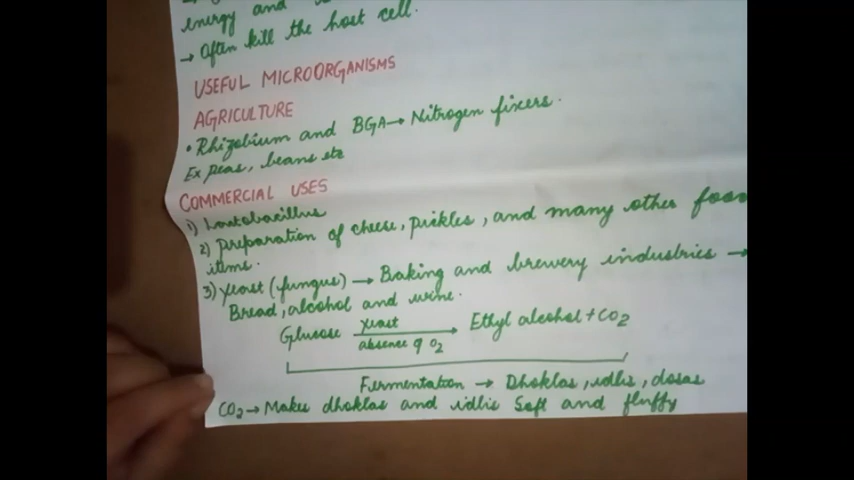 energy and
→ Often kill the host cell.
USEFUL MICROORGANISMS
AGRICULTURE
• Rhizobium and BGA → Nitrogen fixers.
Ex peas, beans etc
COMMERCIAL USES
1) Lactobacillus
2) Preparation of cheese, pickles, and many other food
items.
3) Yeast (fungus) → Baking and brewery industries →
Bread, alcohol and wine.
Glucose yeast → Ethyl alcohol + CO2
absence of O2
Fermentation → Dhoklas, idlis, dosas
CO2 → Makes dhoklas and idlis Soft and fluffy